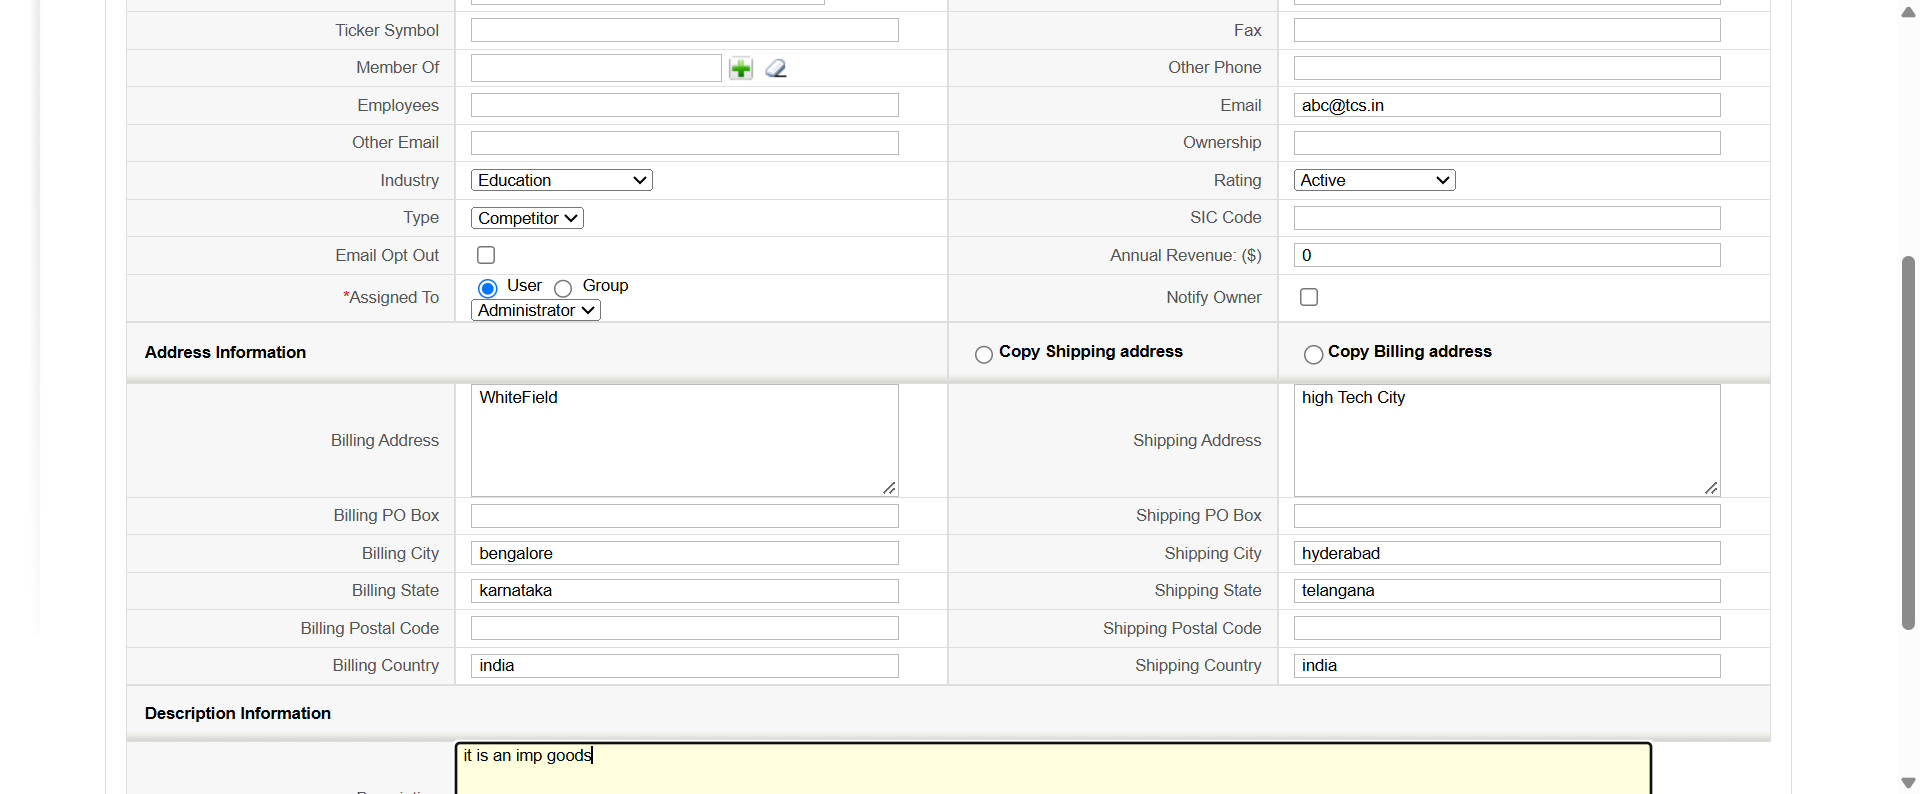 Ticker Symbol Fax
Member Of Other Phone
Employees Email abc@tcs.in
Other Email Ownership
Industry Education Rating Active
Type Competitor SIC Code
Email Opt Out Annual Revenue: ($) 0
*Assigned To User Group Notify Owner
Administrator
Address Information Copy Shipping address Copy Billing address
Billing Address WhiteField Shipping Address high Tech City
Billing PO Box Shipping PO Box
Billing City bengalore Shipping City hyderabad
Billing State karnataka Shipping State telangana
Billing Postal Code Shipping Postal Code
Billing Country india Shipping Country india
Description Information
it is an imp goods